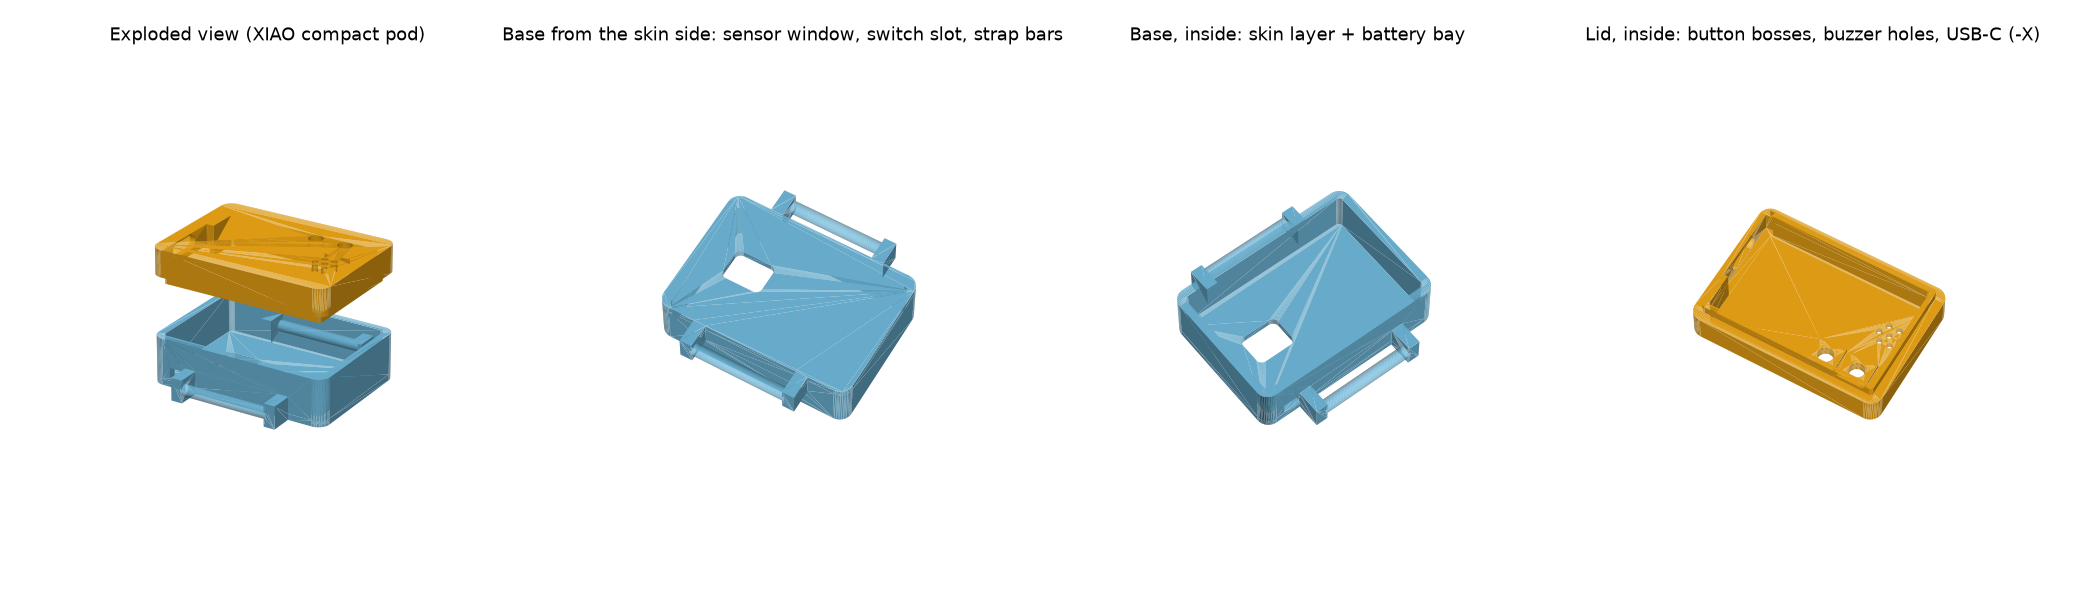 Exploded view (XIAO compact pod)
Base from the skin side: sensor window, switch slot, strap bars
Base, inside: skin layer + battery bay
Lid, inside: button bosses, buzzer holes, USB-C (-X)